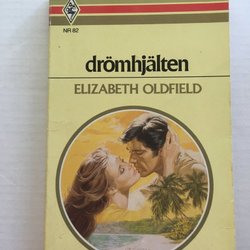 NR 82
drömhjälten
ELIZABETH OLDFIELD